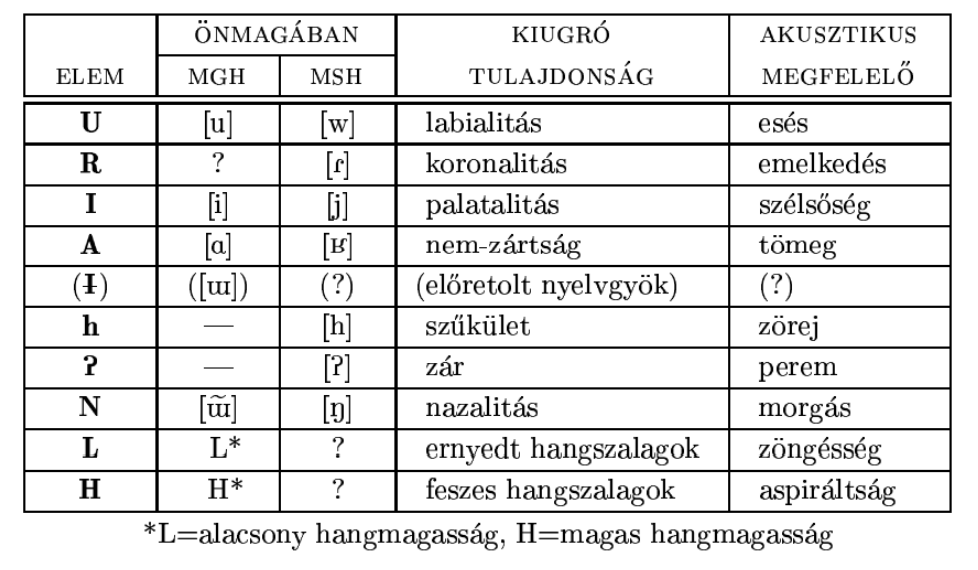 ÖNMAGÁBAN KIUGRÓ AKUSZTIKUS
ELEM MGH MSH TULAJDONSÁG MEGFELELŐ
U [u] [w] labialitás esés
R ? [ɾ] koronalitás emelkedés
I [i] [j] palatalitás szélsőség
A [ɑ] [ʁ] nem-zártság tömeg
(Ɨ) ([ɯ]) (?) (előretolt nyelvgyök) (?)
h — [h] szűkület zörej
ʔ — [ʔ] zár perem
N [ɯ̃] [ŋ] nazalitás morgás
L L* ? ernyedt hangszalagok zöngésség
H H* ? feszes hangszalagok aspiráltság
*L=alacsony hangmagasság, H=magas hangmagasság